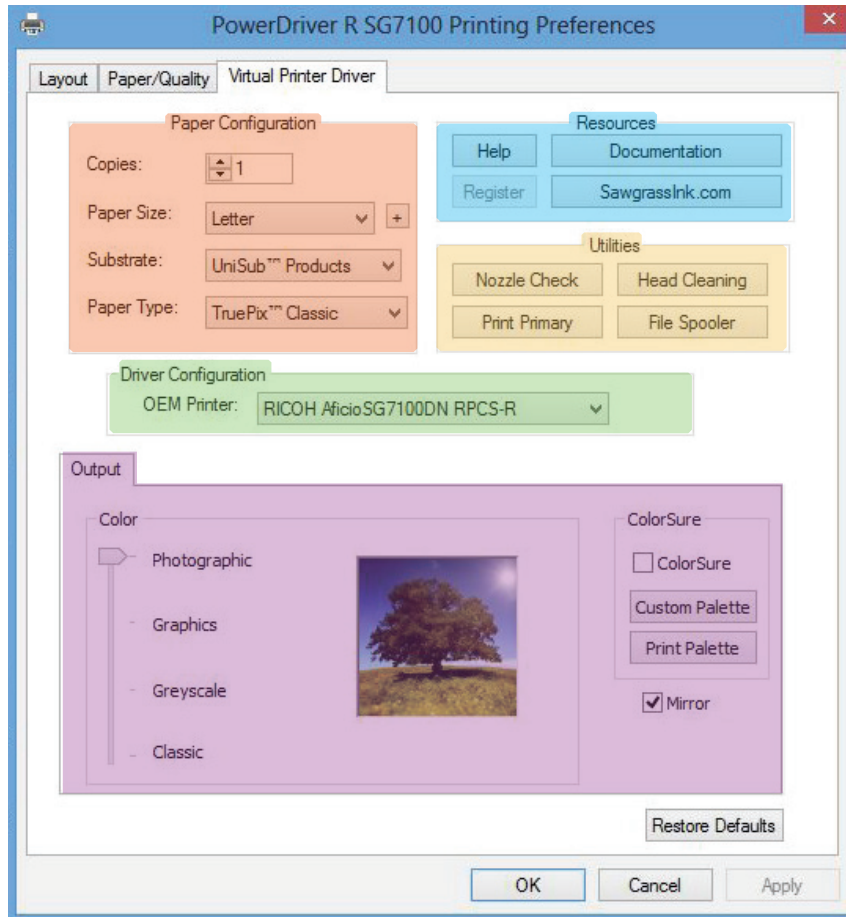 PowerDriver R SG7100 Printing Preferences
x
Layout
Paper/Quality
Virtual Printer Driver
Paper Configuration
Copies:
1
Paper Size:
Letter
+
Substrate:
UniSub™ Products
Paper Type:
TruePix™ Classic
Resources
Help
Documentation
Register
SawgrassInk.com
Utilities
Nozzle Check
Head Cleaning
Print Primary
File Spooler
Driver Configuration
OEM Printer:
RICOH AficioSG7100DN RPCS-R
Output
Color
Photographic
Graphics
Greyscale
Classic
ColorSure
ColorSure
Custom Palette
Print Palette
Mirror
Restore Defaults
OK
Cancel
Apply